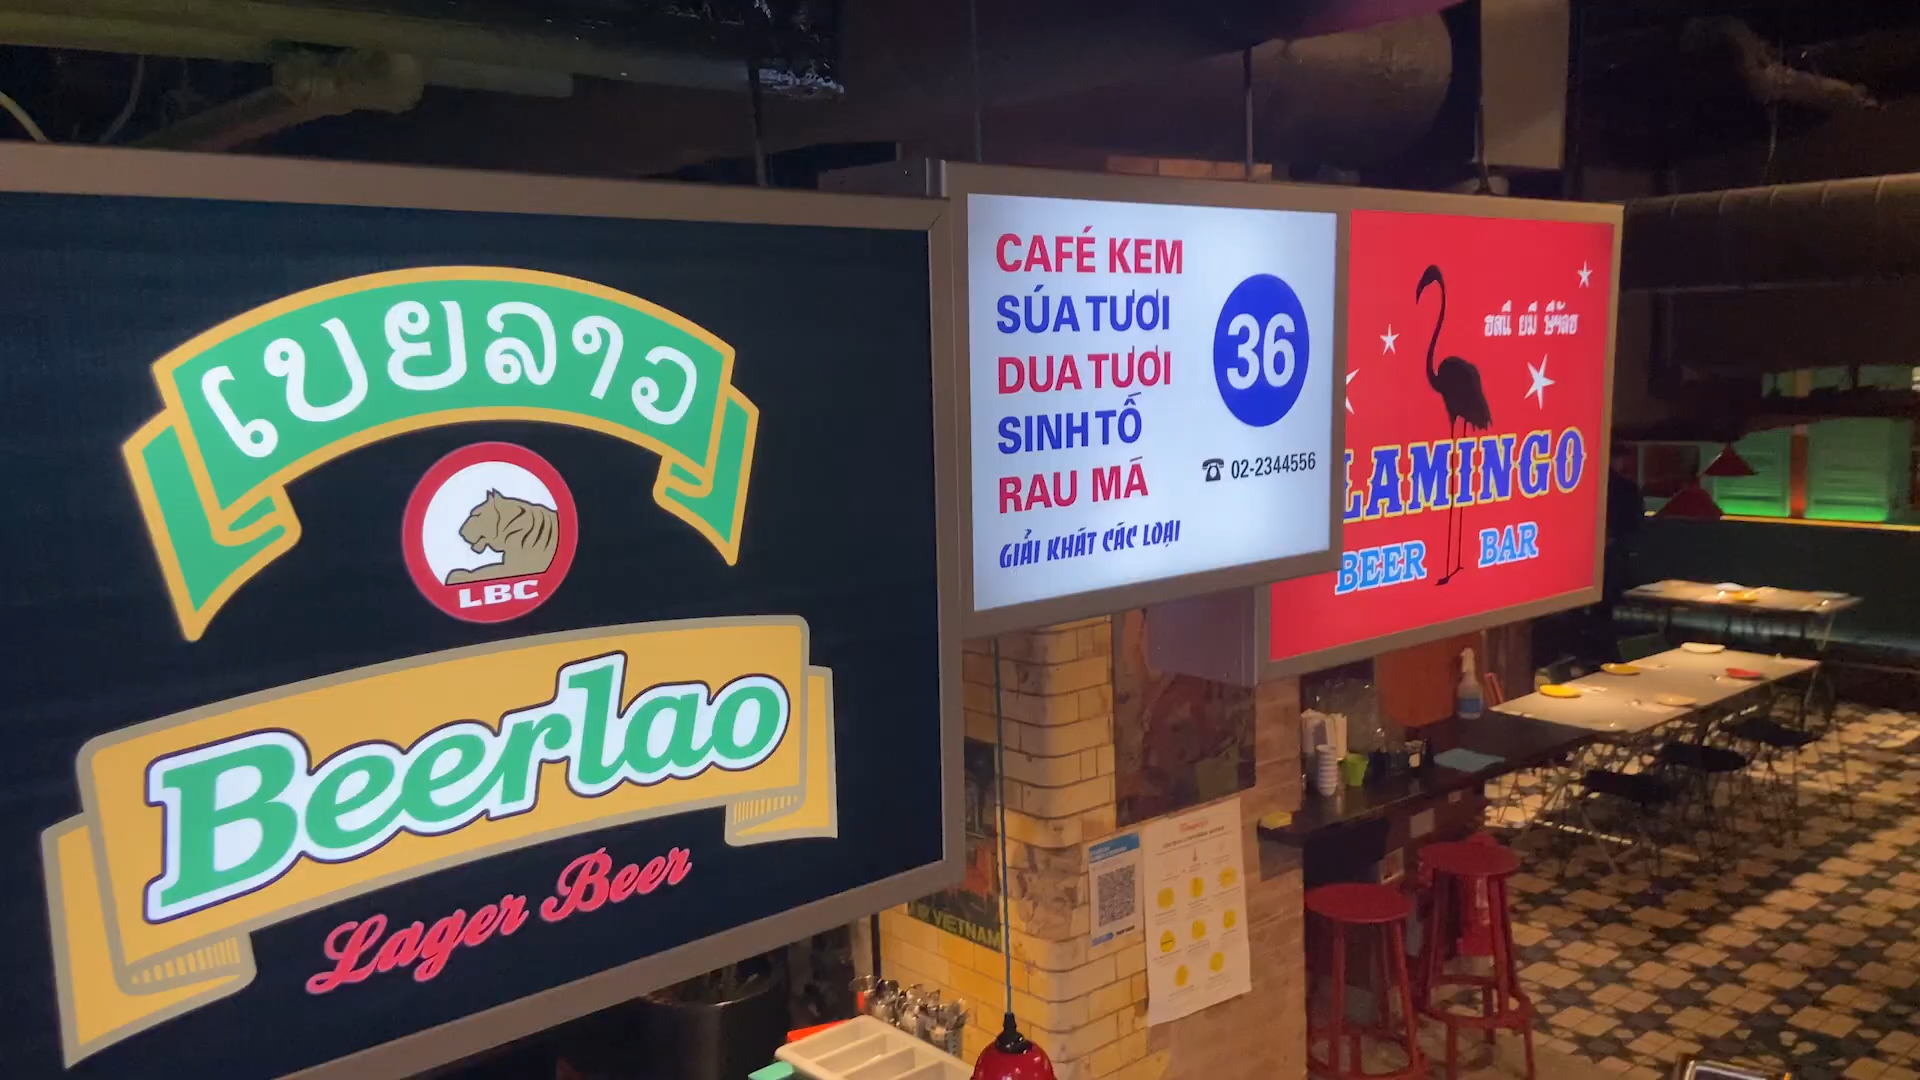 ເບຍລາວ
LBC
Beerlao
Lager Beer
CAFÉ KEM
SÚA TƯƠI
DUA TƯƠI
SINH TỐ
RAU MÁ
GIẢI KHÁT CÁC LOẠI
36
02-2344556
LAMINGO
BEER BAR
VIETNAM